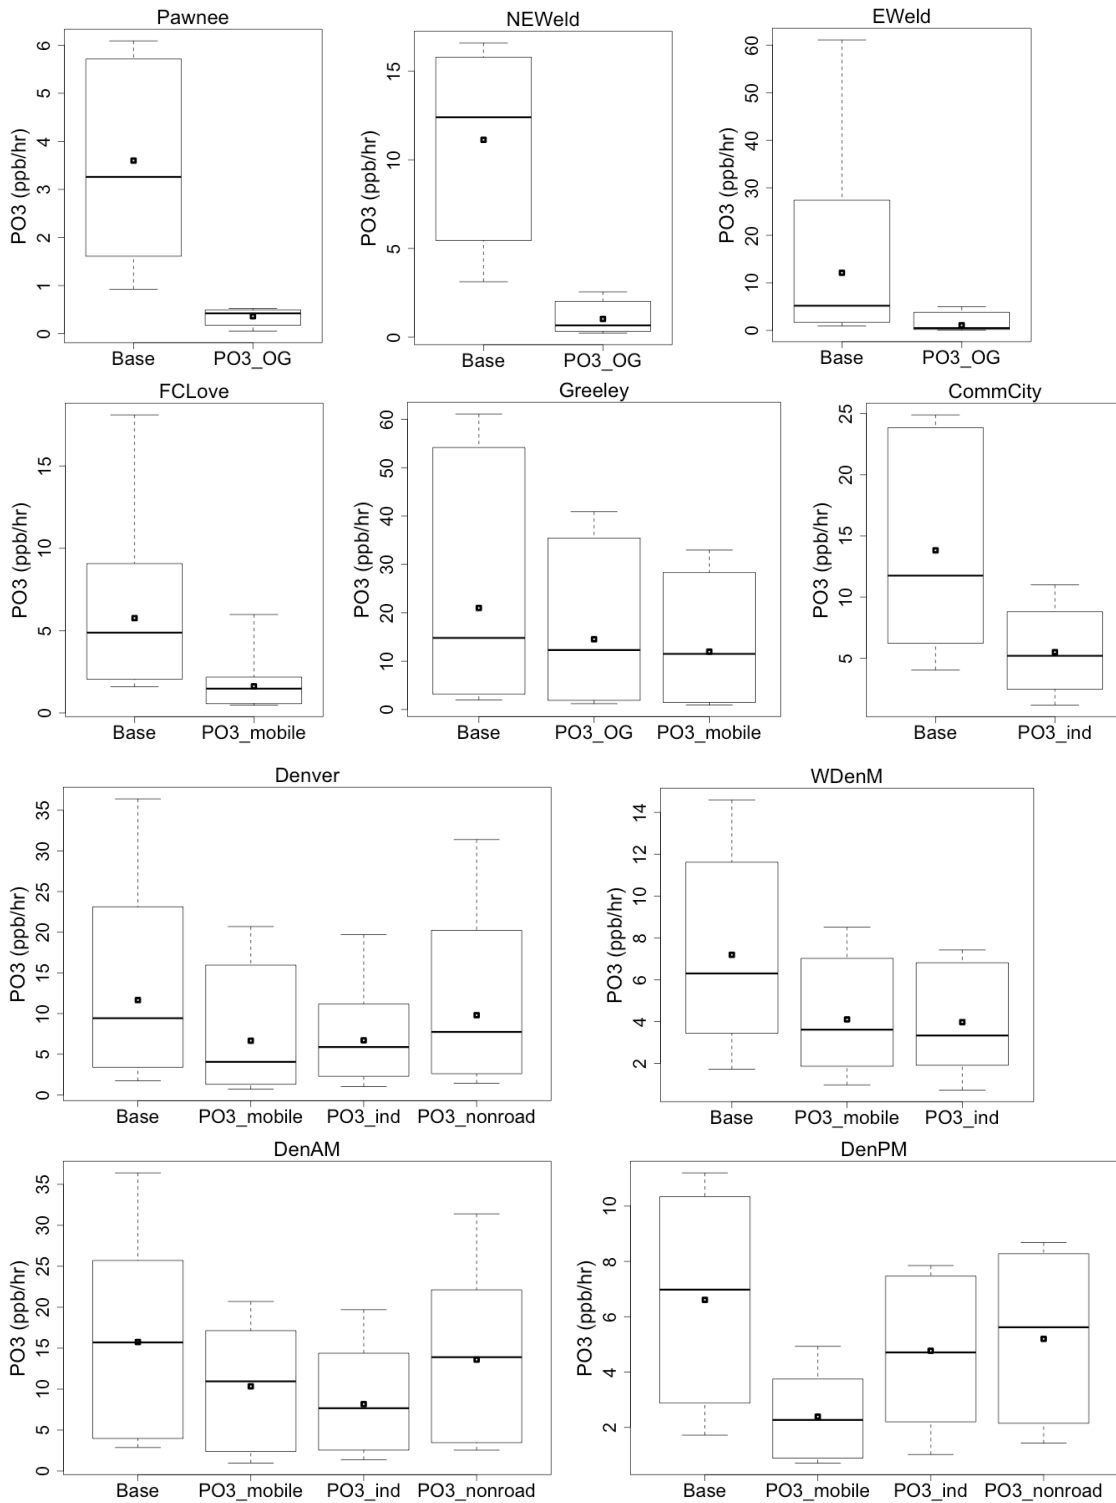 Pawnee
NEWeld
EWeld
PO3 (ppb/hr)
0
1
2
3
4
5
6
Base
PO3_OG
PO3 (ppb/hr)
0
5
10
15
Base
PO3_OG
PO3 (ppb/hr)
0
10
20
30
40
50
60
Base
PO3_OG
FCLove
Greeley
CommCity
PO3 (ppb/hr)
0
5
10
15
Base
PO3_mobile
PO3 (ppb/hr)
0
10
20
30
40
50
60
Base
PO3_OG
PO3_mobile
PO3 (ppb/hr)
5
10
15
20
25
Base
PO3_ind
Denver
WDenM
PO3 (ppb/hr)
0
5
10
15
20
25
30
35
Base
PO3_mobile
PO3_ind
PO3_nonroad
PO3 (ppb/hr)
2
4
6
8
10
12
14
Base
PO3_mobile
PO3_ind
DenAM
DenPM
PO3 (ppb/hr)
0
5
10
15
20
25
30
35
Base
PO3_mobile
PO3_ind
PO3_nonroad
PO3 (ppb/hr)
2
4
6
8
10
Base
PO3_mobile
PO3_ind
PO3_nonroad